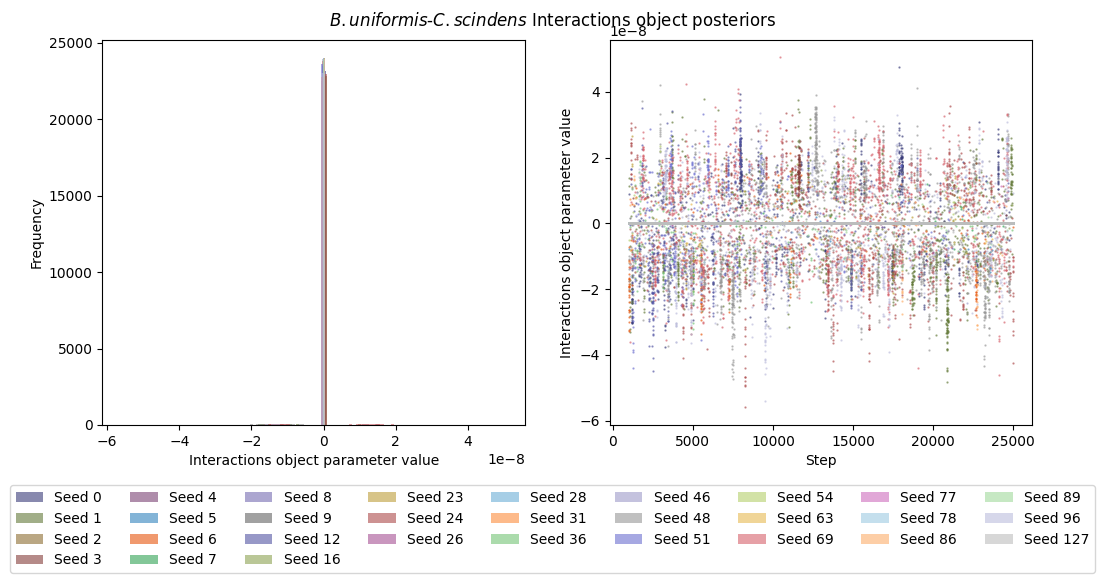 B.uniformis-C.scindens Interactions object posteriors
25000
20000
15000
10000
5000
0
Frequency
−6 −4 −2 0 2 4
1e−8
Interactions object parameter value
1e−8
4
2
0
−2
−4
−6
Interactions object parameter value
0 5000 10000 15000 20000 25000
Step
Seed 0 Seed 4 Seed 8 Seed 23 Seed 28 Seed 46 Seed 54 Seed 77 Seed 89
Seed 1 Seed 5 Seed 9 Seed 24 Seed 31 Seed 48 Seed 63 Seed 78 Seed 96
Seed 2 Seed 6 Seed 12 Seed 26 Seed 36 Seed 51 Seed 69 Seed 86 Seed 127
Seed 3 Seed 7 Seed 16